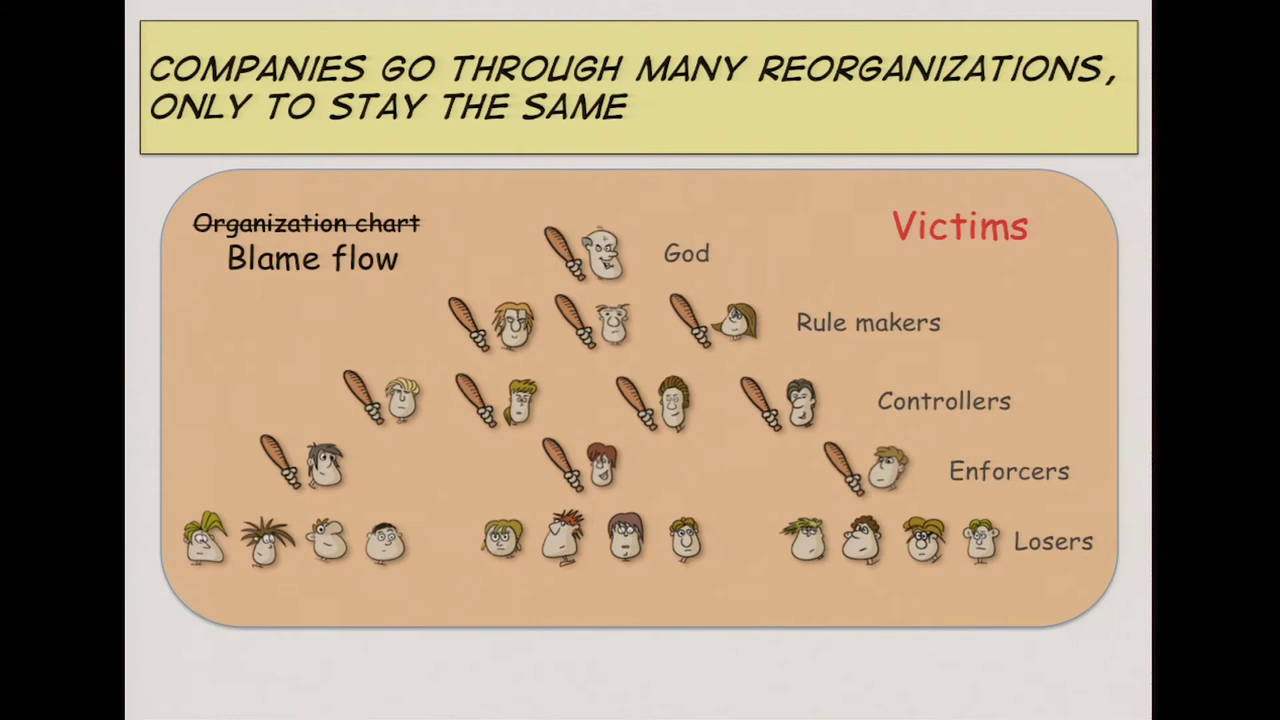 COMPANIES GO THROUGH MANY REORGANIZATIONS,
ONLY TO STAY THE SAME
Organization chart
Blame flow
Victims
God
Rule makers
Controllers
Enforcers
Losers